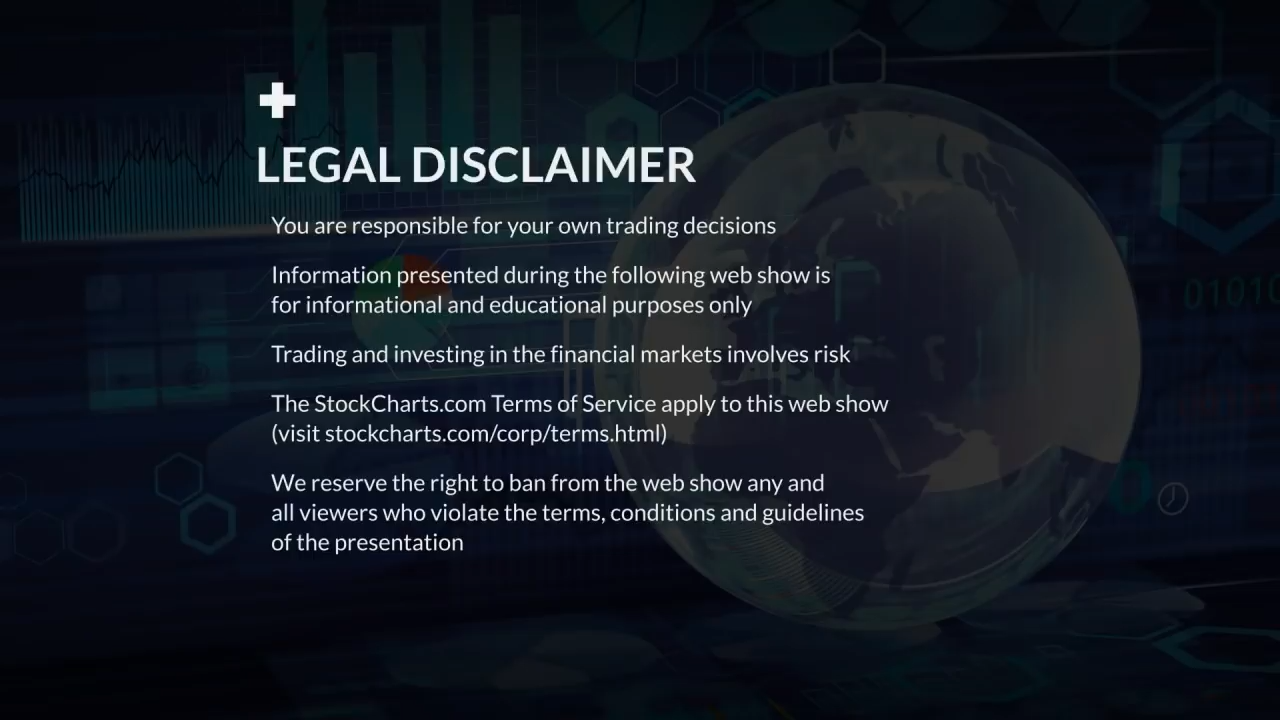 LEGAL DISCLAIMER
You are responsible for your own trading decisions
Information presented during the following web show is
for informational and educational purposes only
Trading and investing in the financial markets involves risk
The StockCharts.com Terms of Service apply to this web show
(visit stockcharts.com/corp/terms.html)
We reserve the right to ban from the web show any and
all viewers who violate the terms, conditions and guidelines
of the presentation
01010